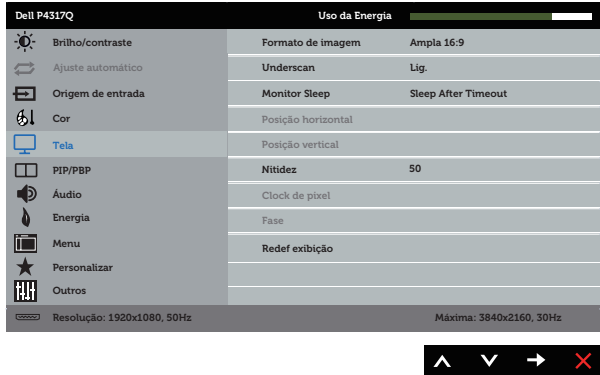 Dell P4317Q Uso da Energia
Brilho/contraste Formato de imagem Ampla 16:9
Ajuste automático Underscan Lig.
Origem de entrada Monitor Sleep Sleep After Timeout
Cor Posição horizontal
Tela Posição vertical
PIP/PBP Nitidez 50
Áudio Clock de pixel
Energia Fase
Menu Redef exibição
Personalizar
Outros
Resolução: 1920x1080, 50Hz Máxima: 3840x2160, 30Hz